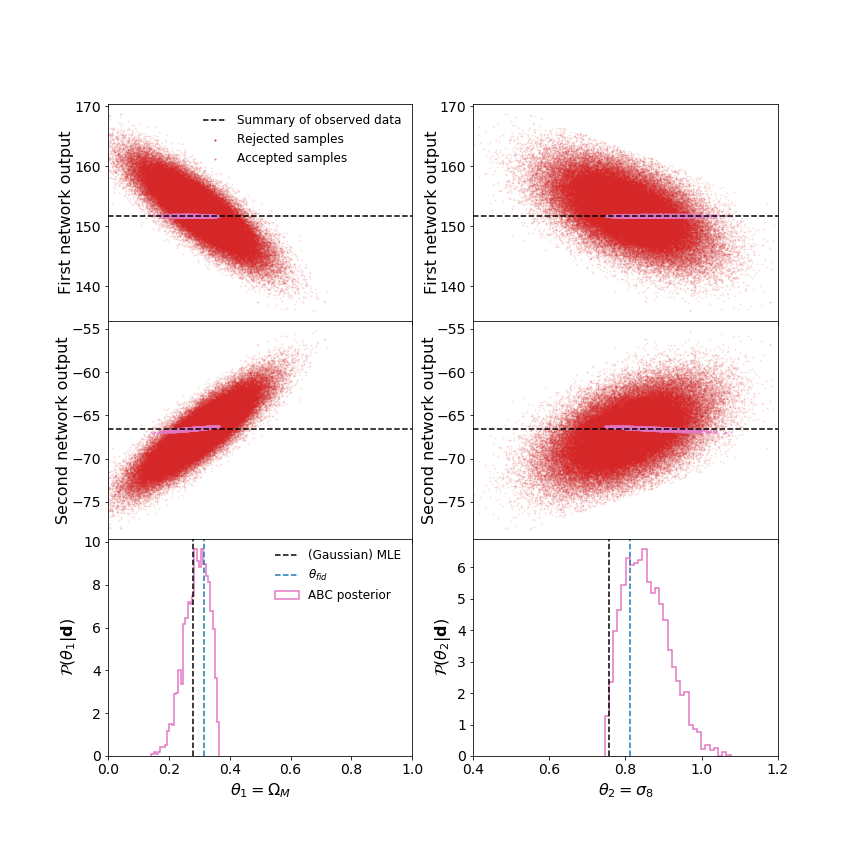 170
160
150
140
First network output
Summary of observed data
Rejected samples
Accepted samples
170
160
150
140
First network output
−55
−60
−65
−70
−75
Second network output
−55
−60
−65
−70
−75
Second network output
10
8
6
4
2
0
𝒫(θ₁|𝐝)
(Gaussian) MLE
θ_{fid}
ABC posterior
0.0 0.2 0.4 0.6 0.8 1.0
θ₁ = Ω_M
6
5
4
3
2
1
0
𝒫(θ₂|𝐝)
0.4 0.6 0.8 1.0 1.2
θ₂ = σ₈